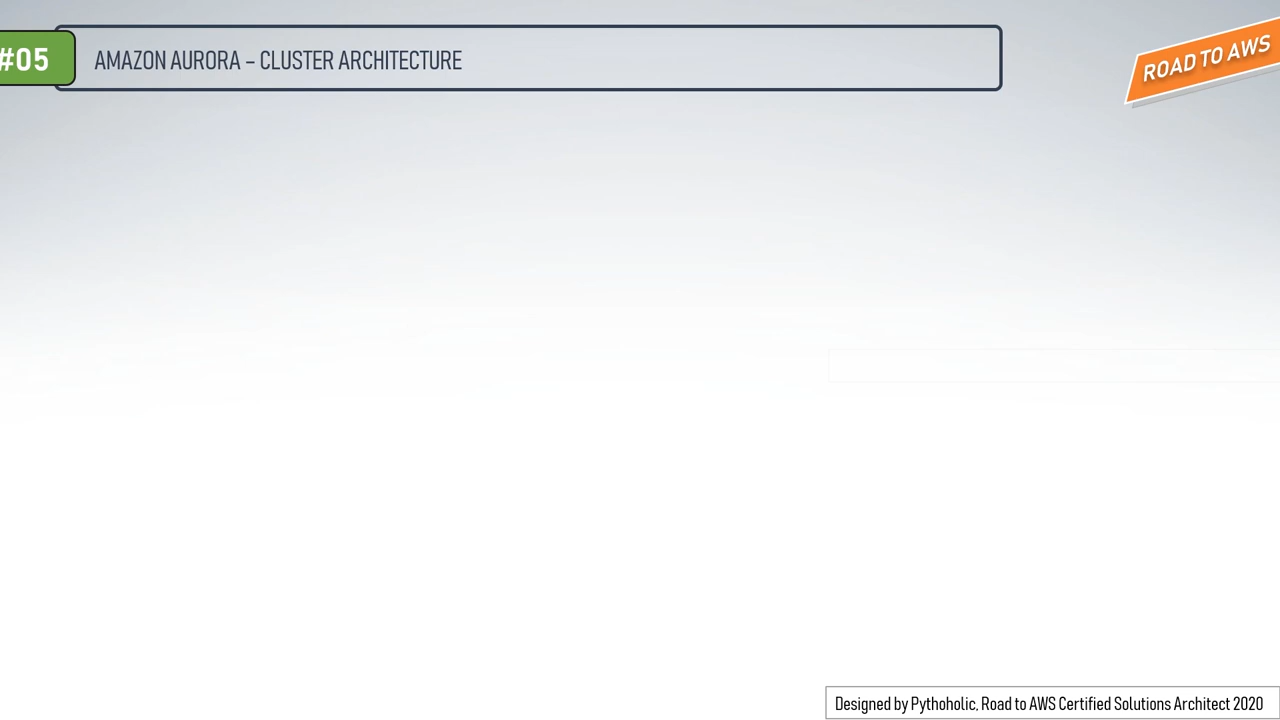 #05
AMAZON AURORA – CLUSTER ARCHITECTURE
ROAD TO AWS
Designed by Pythoholic, Road to AWS Certified Solutions Architect 2020